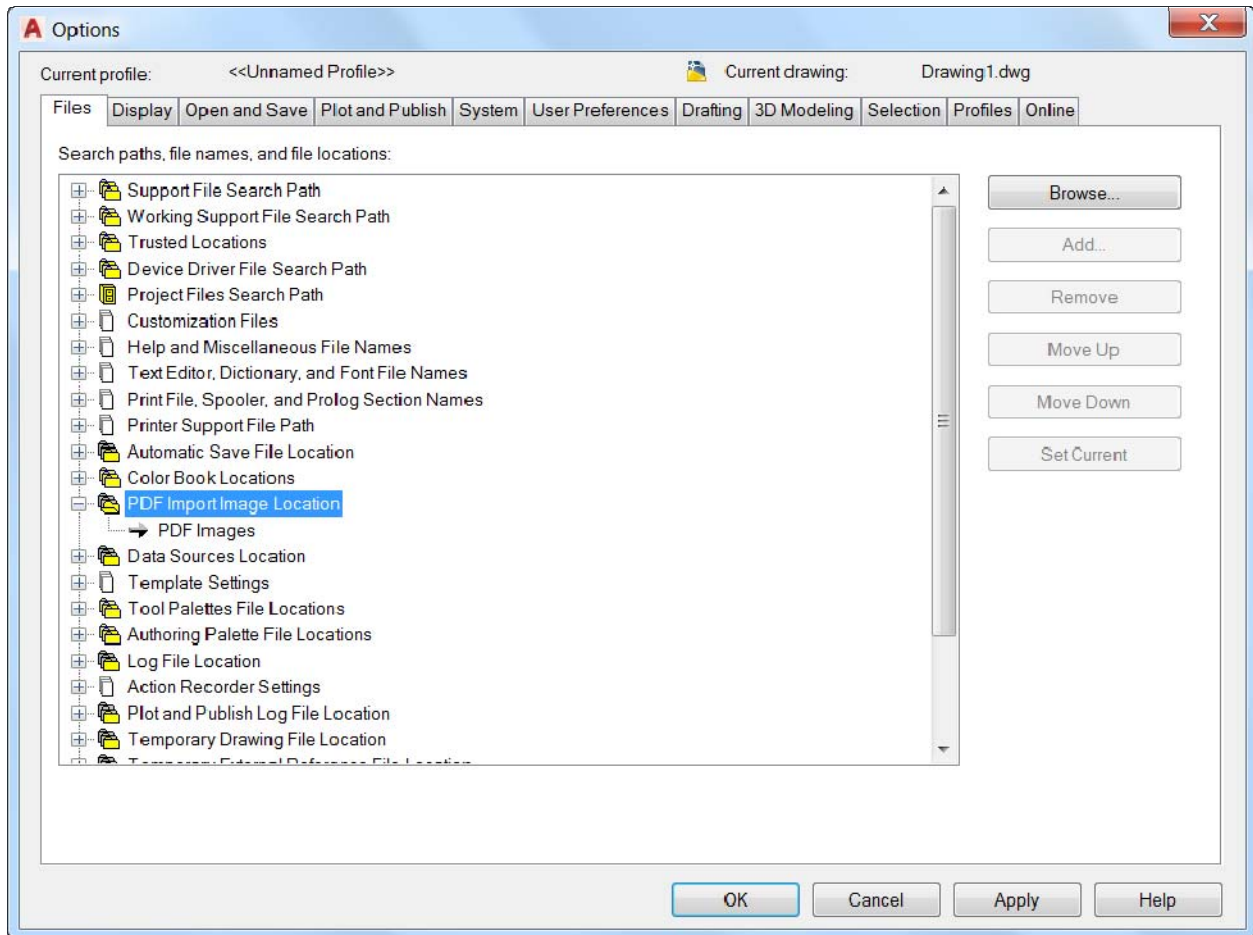 Options
Current profile: <<Unnamed Profile>> Current drawing: Drawing1.dwg
Files Display Open and Save Plot and Publish System User Preferences Drafting 3D Modeling Selection Profiles Online
Search paths, file names, and file locations:
Support File Search Path
Working Support File Search Path
Trusted Locations
Device Driver File Search Path
Project Files Search Path
Customization Files
Help and Miscellaneous File Names
Text Editor, Dictionary, and Font File Names
Print File, Spooler, and Prolog Section Names
Printer Support File Path
Automatic Save File Location
Color Book Locations
PDF Import Image Location
PDF Images
Data Sources Location
Template Settings
Tool Palettes File Locations
Authoring Palette File Locations
Log File Location
Action Recorder Settings
Plot and Publish Log File Location
Temporary Drawing File Location
Temporary External Reference File Location
Browse...
Add...
Remove
Move Up
Move Down
Set Current
OK Cancel Apply Help